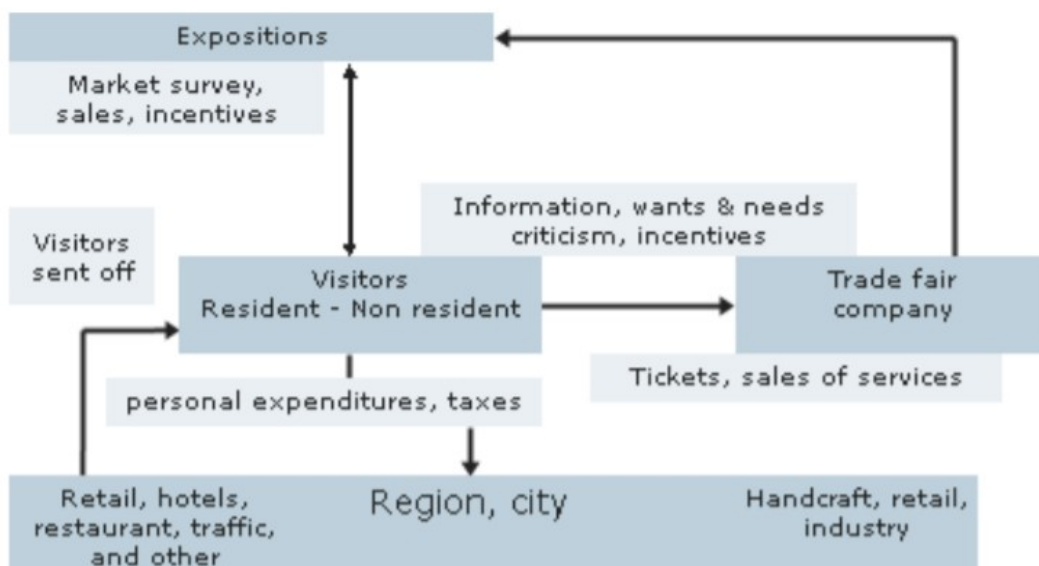 Expositions
Market survey,
sales, incentives
Information, wants & needs
criticism, incentives
Visitors
sent off
Visitors
Resident - Non resident
Trade fair
company
Tickets, sales of services
personal expenditures, taxes
Retail, hotels,
restaurant, traffic,
and other
Region, city
Handcraft, retail,
industry